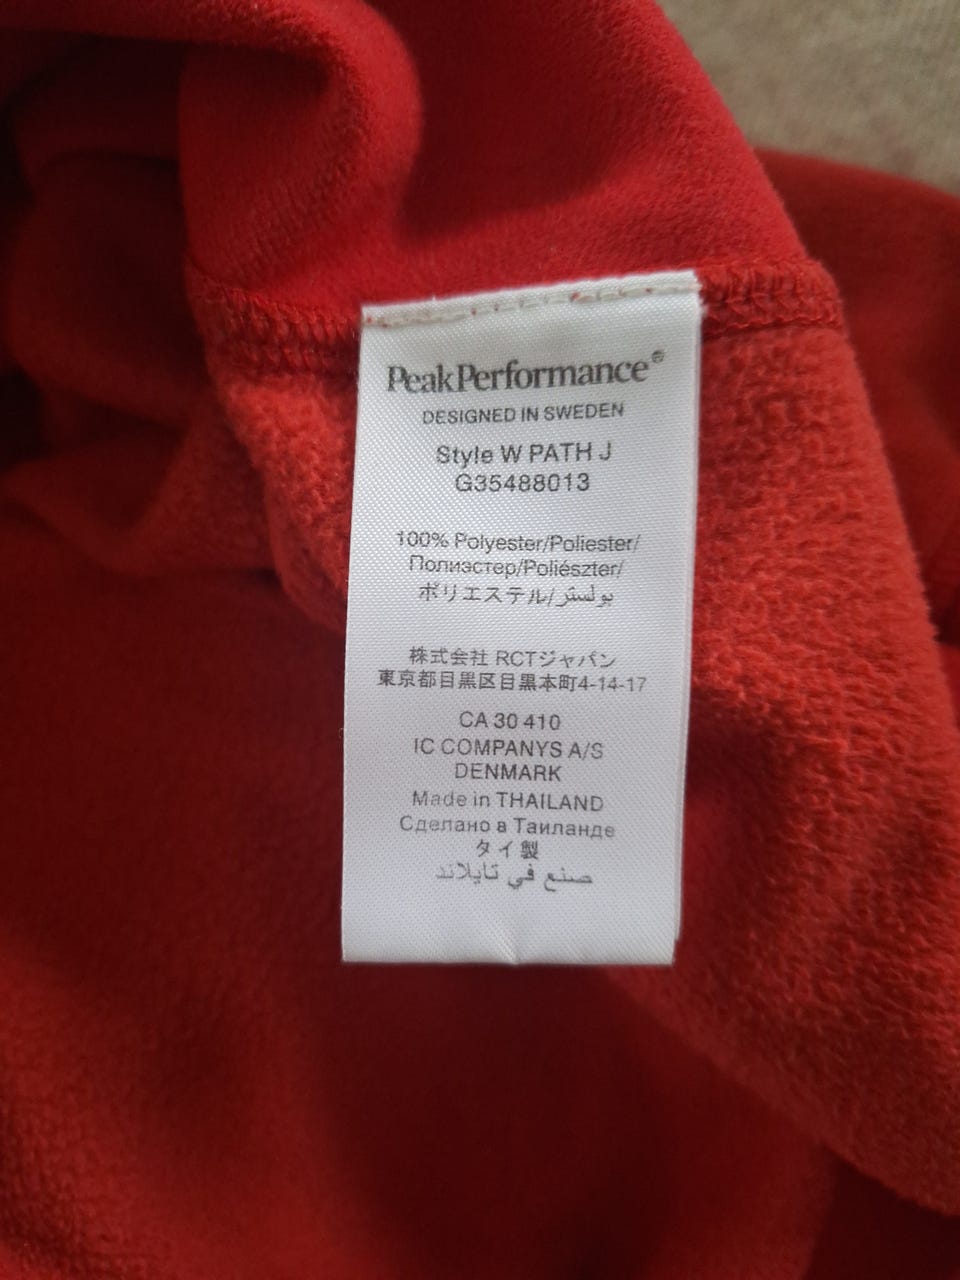 PeakPerformance®
DESIGNED IN SWEDEN
Style W PATH J
G35488013
100% Polyester/Poliester/
Полиэстер/Poliészter/
ポリエステル/بولستر
株式会社 RCTジャパン
東京都目黒区目黒本町4-14-17
CA 30 410
IC COMPANYS A/S
DENMARK
Made in THAILAND
Сделано в Таиланде
タイ製
صنع في تايلاند